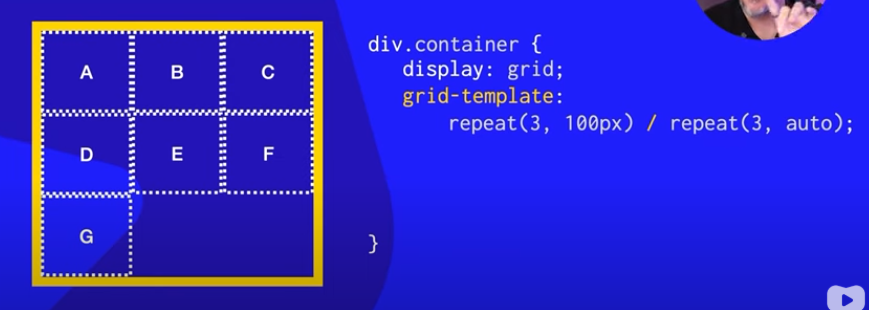 A B C
D E F
G
div.container {
display: grid;
grid-template:
repeat(3, 100px) / repeat(3, auto);
}